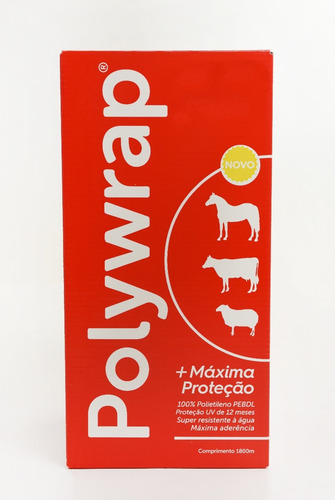 Polywrap®
NOVO
+ Máxima
Proteção
100% Polietileno PEBDL
Proteção UV de 12 meses
Super resistente à água
Máxima aderência
Comprimento 1800m